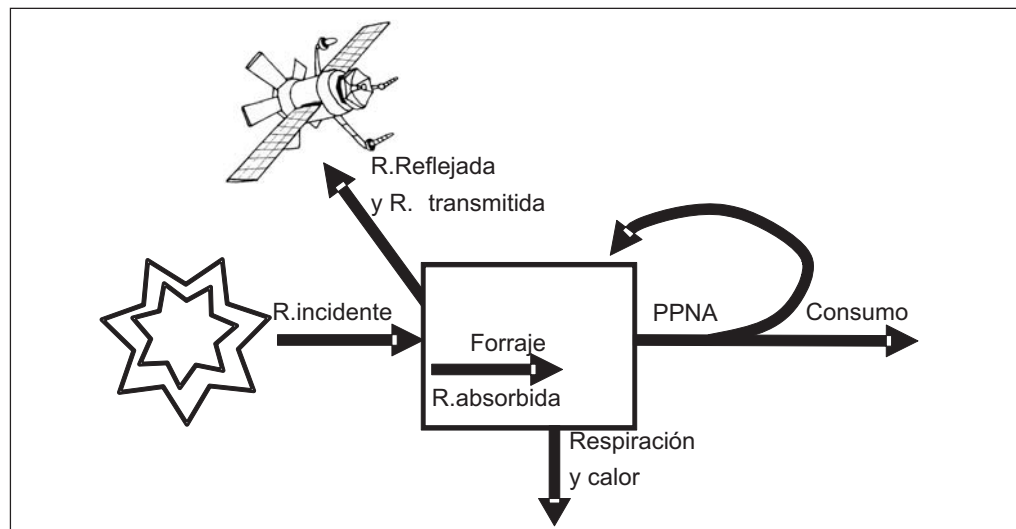 R.Reflejada
y R. transmitida
R.incidente
Forraje
R.absorbida
PPNA
Consumo
Respiración
y calor